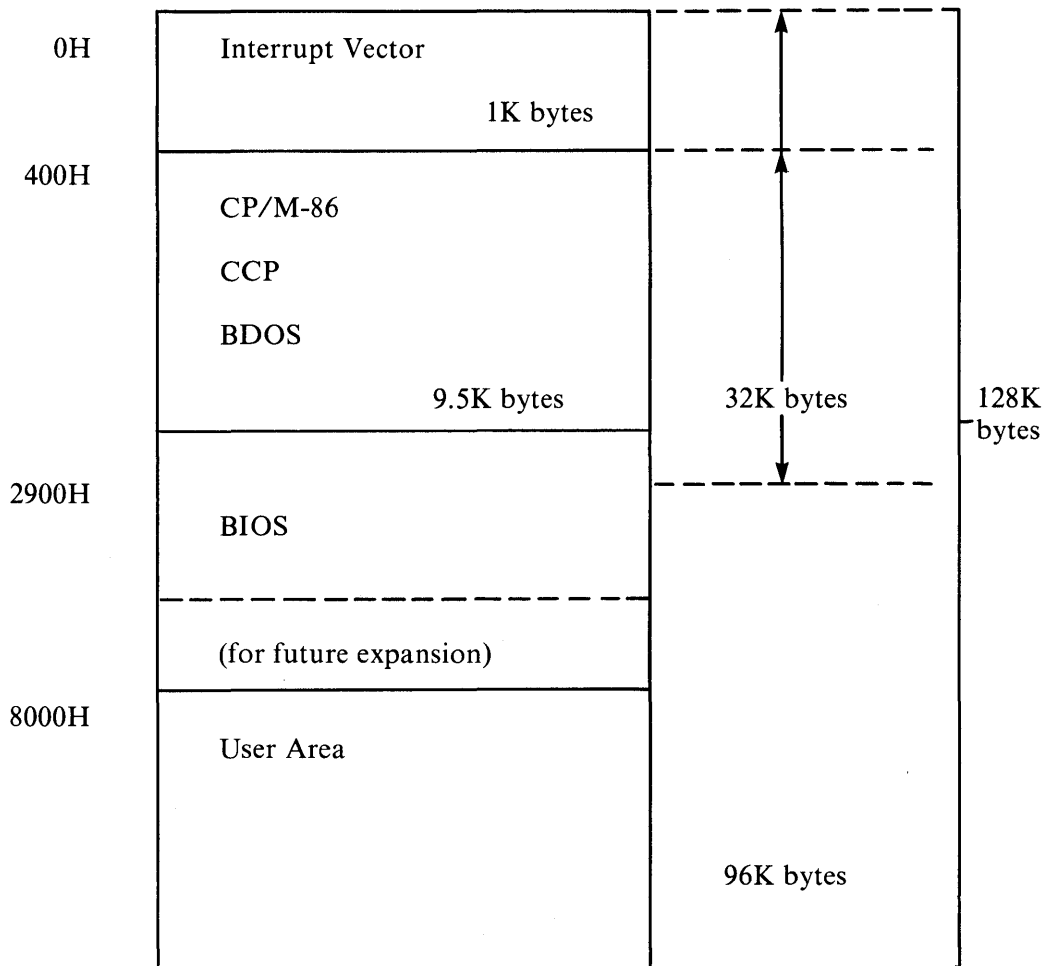 0H Interrupt Vector
1K bytes
400H
CP/M-86
CCP
BDOS
9.5K bytes 32K bytes 128K
bytes
2900H
BIOS
(for future expansion)
8000H
User Area
96K bytes